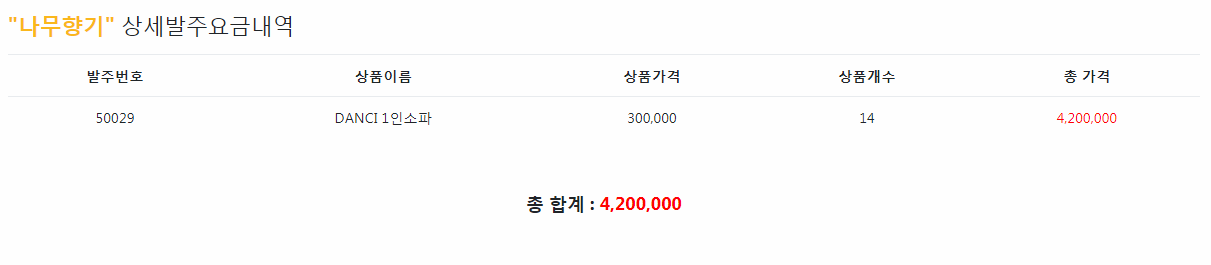 "나무향기" 상세발주요금내역
발주번호 상품이름 상품가격 상품개수 총 가격
50029 DANCI 1인소파 300,000 14 4,200,000
총 합계 : 4,200,000